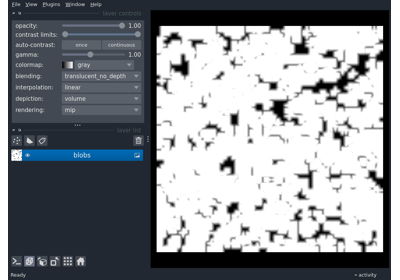 File View Plugins Window Help
layer controls
opacity: 1.00
contrast limits:
auto-contrast: once continuous
gamma: 1.00
colormap: gray
blending: translucent_no_depth
interpolation: linear
depiction: volume
rendering: mip
layer list
blobs
Ready activity